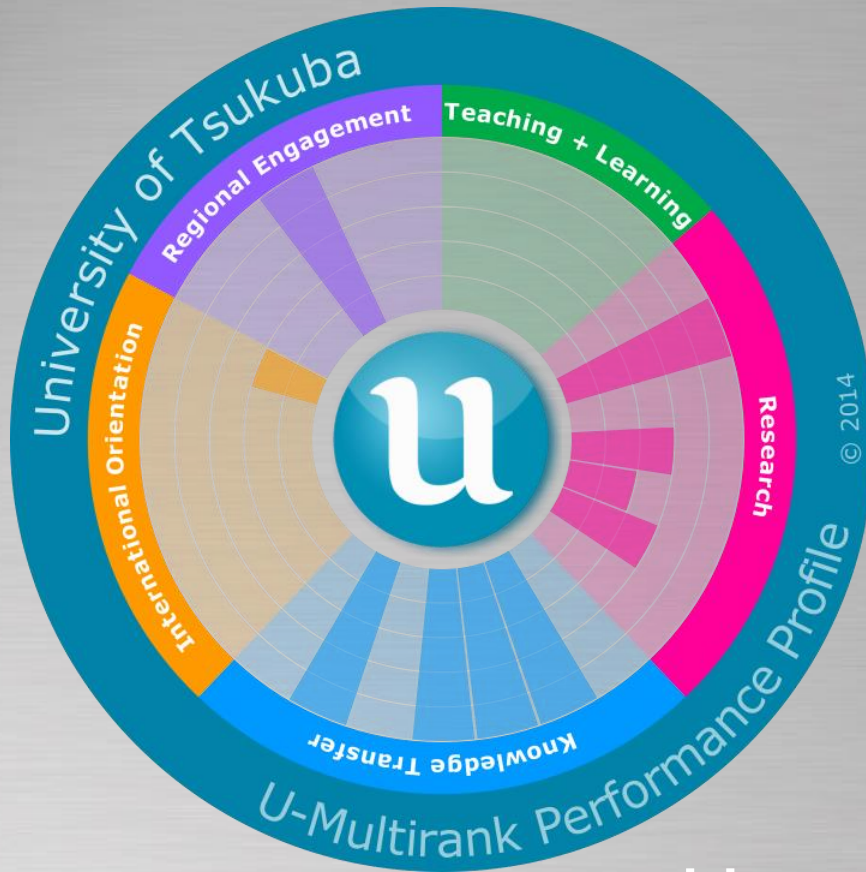 University of Tsukuba
Regional Engagement
Teaching + Learning
International Orientation
Research
© 2014
u
Knowledge Transfer
U-Multirank Performance Profile